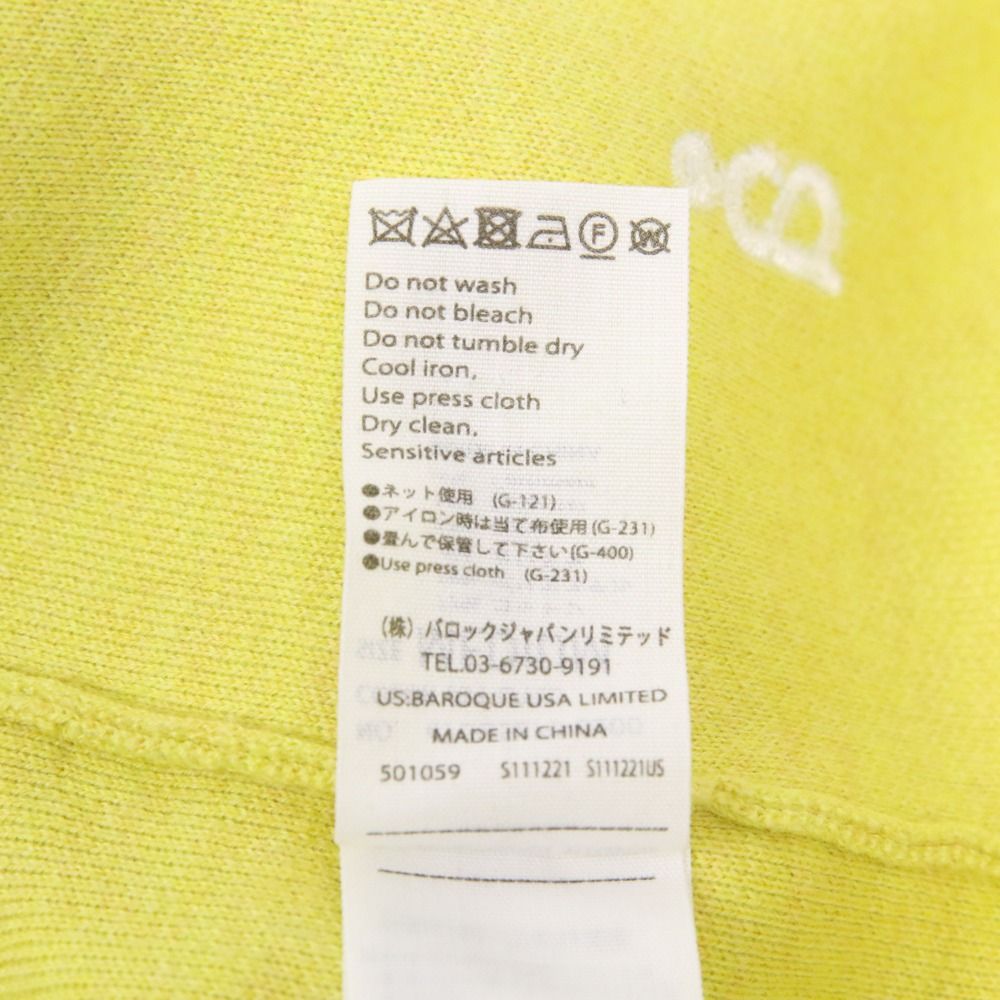 F W
Do not wash
Do not bleach
Do not tumble dry
Cool iron,
Use press cloth
Dry clean,
Sensitive articles
●ネット使用 (G-121)
●アイロン時は当て布使用(G-231)
●畳んで保管して下さい(G-400)
●Use press cloth (G-231)
(株) バロックジャパンリミテッド
TEL.03-6730-9191
US:BAROQUE USA LIMITED
MADE IN CHINA
501059 S111221 S111221US